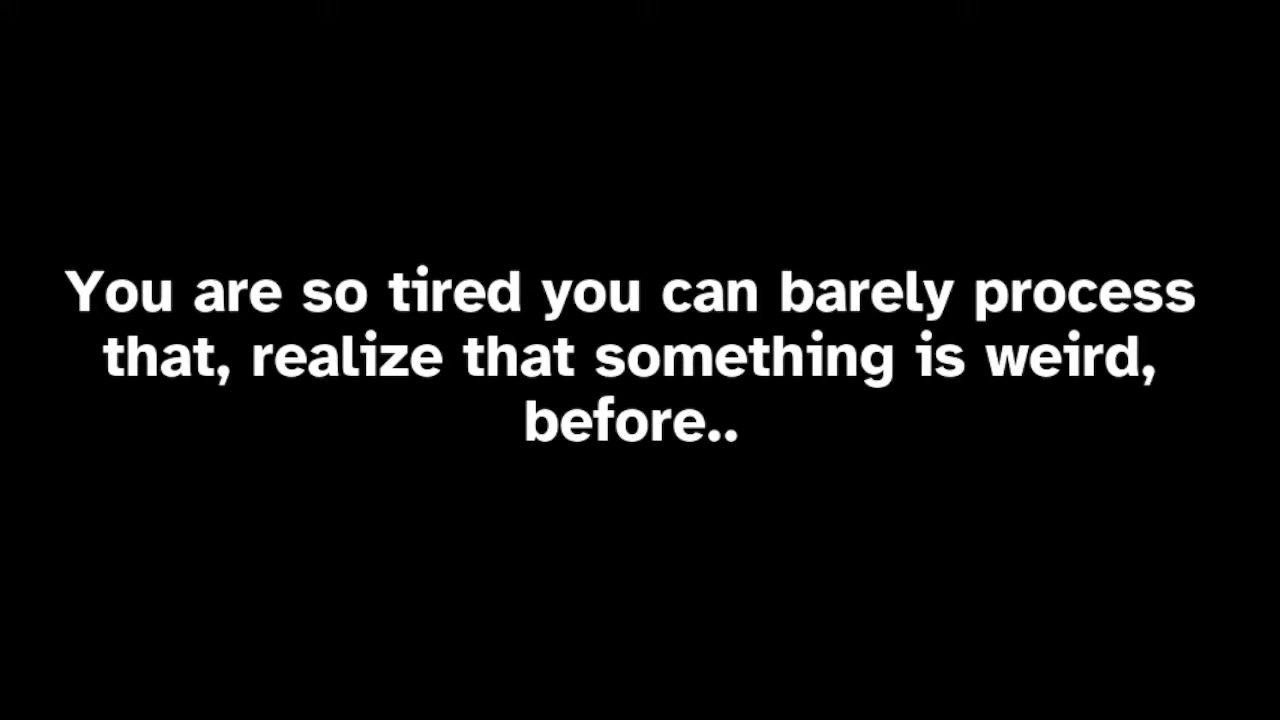 You are so tired you can barely process
that, realize that something is weird,
before..